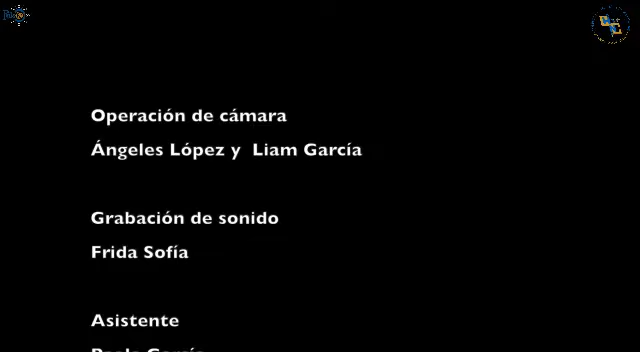 Operación de cámara
Ángeles López y Liam García
Grabación de sonido
Frida Sofía
Asistente